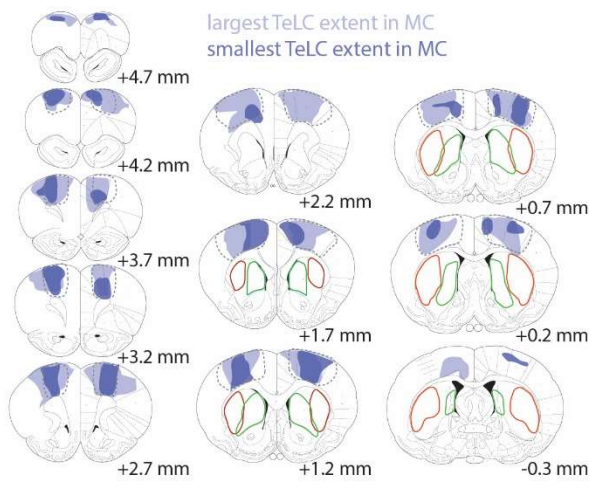 largest TeLC extent in MC
smallest TeLC extent in MC
+4.7 mm
+4.2 mm
+3.7 mm
+3.2 mm
+2.7 mm
+2.2 mm
+1.7 mm
+1.2 mm
+0.7 mm
+0.2 mm
-0.3 mm